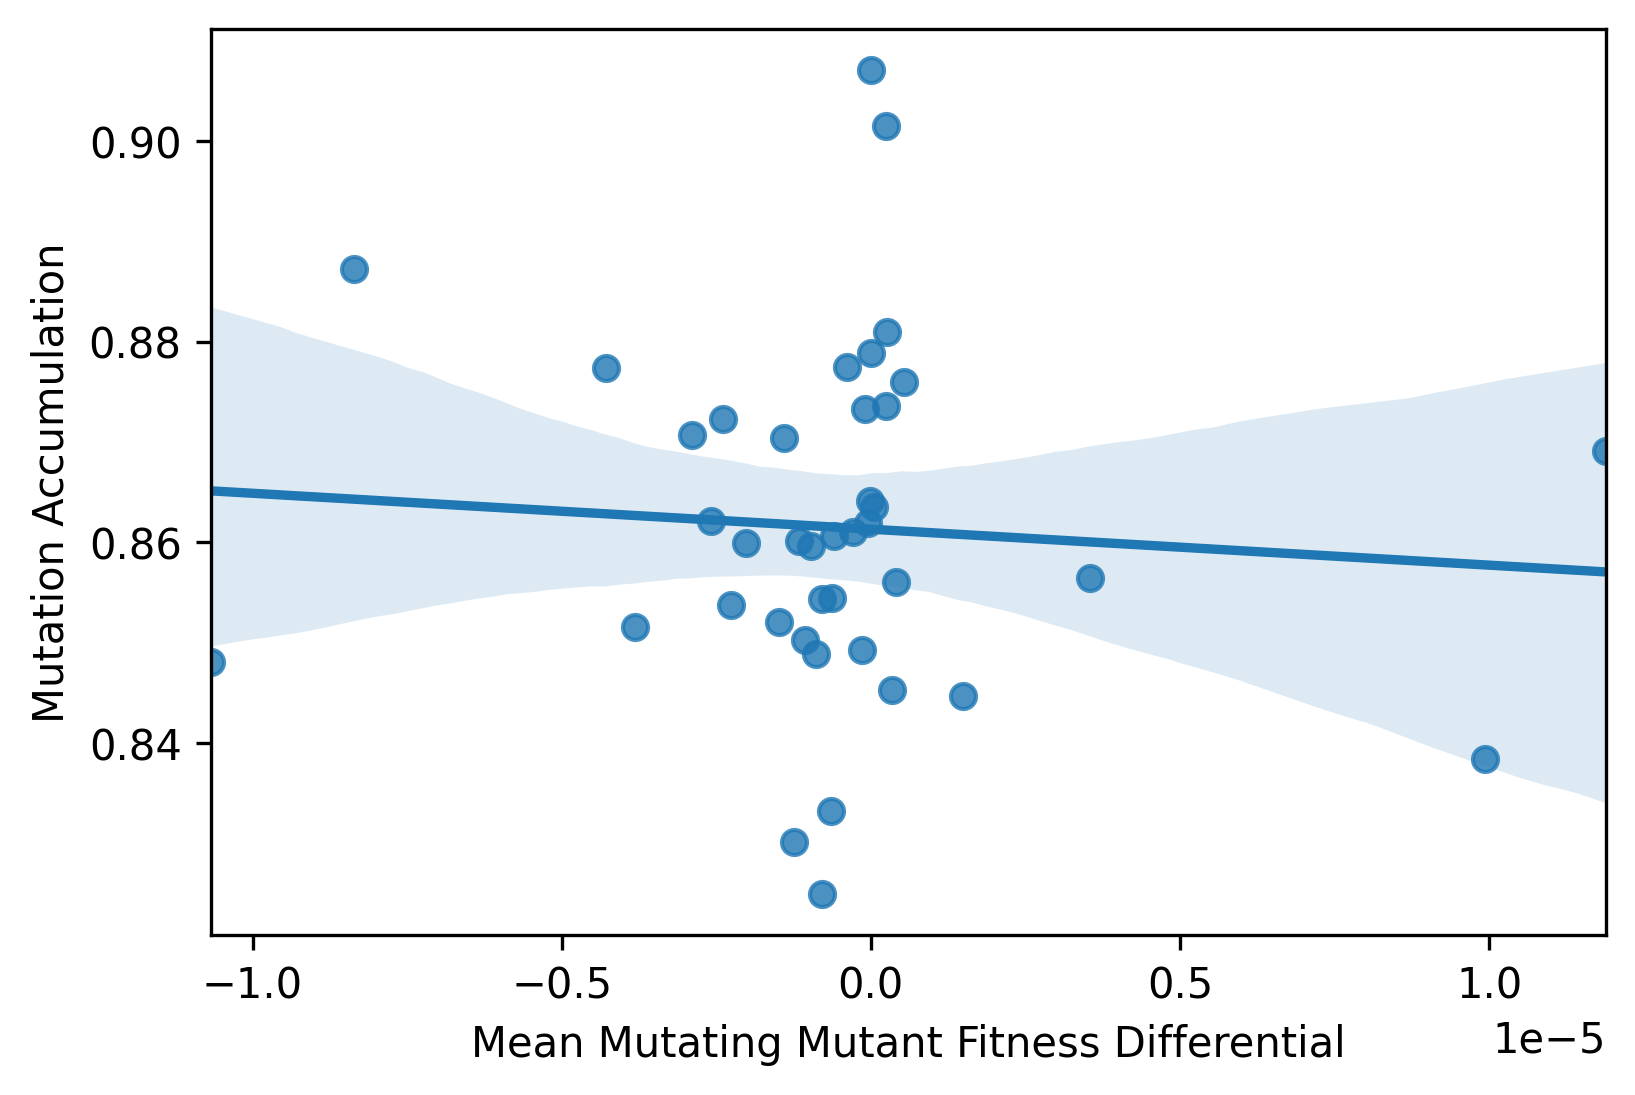 0.90
0.88
0.86
0.84
Mutation Accumulation
−1.0 −0.5 0.0 0.5 1.0
1e−5
Mean Mutating Mutant Fitness Differential